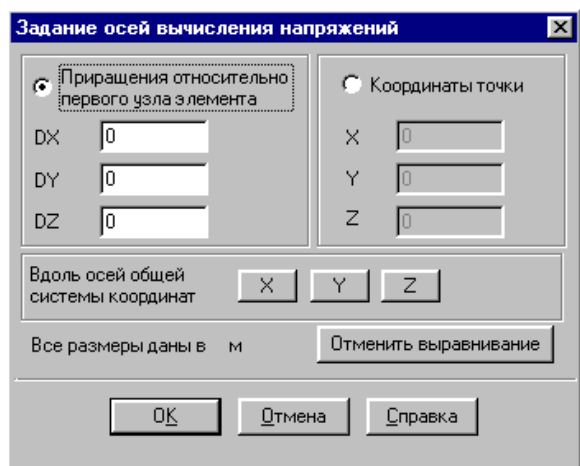 Задание осей вычисления напряжений
Приращения относительно
первого узла элемента
DX 0
DY 0
DZ 0
Координаты точки
X 0
Y 0
Z 0
Вдоль осей общей
системы координат
X Y Z
Все размеры даны в м
Отменить выравнивание
OK Отмена Справка